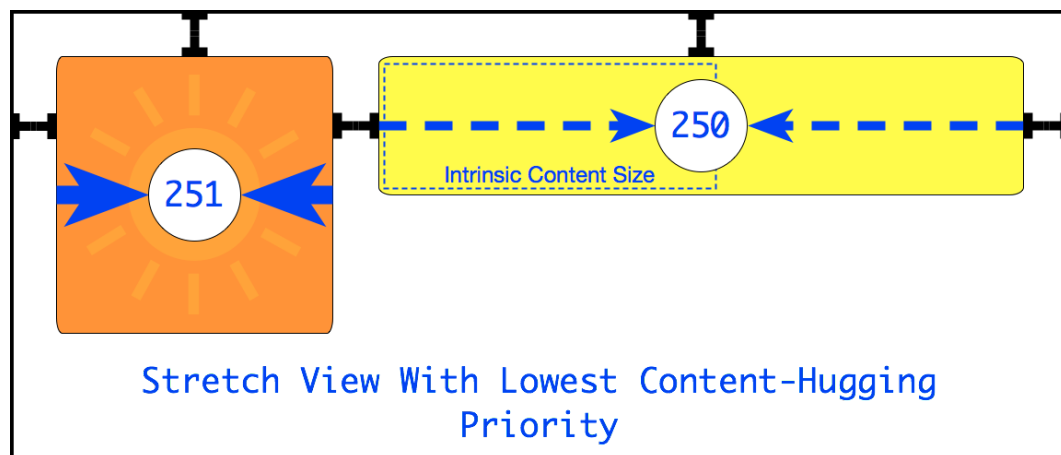 251
250
Intrinsic Content Size
Stretch View With Lowest Content-Hugging
Priority